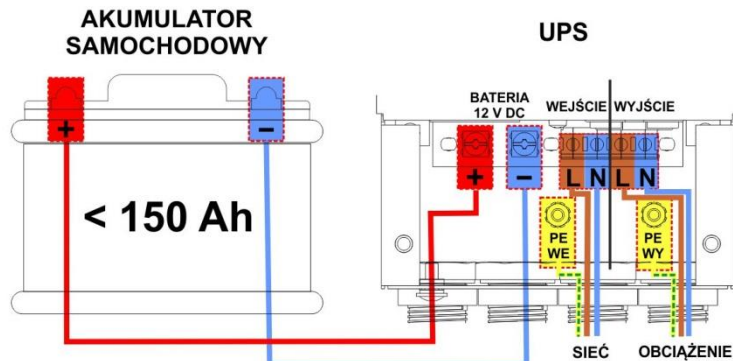 AKUMULATOR
SAMOCHODOWY
UPS
BATERIA
12 V DC
WEJŚCIE
WYJŚCIE
+
–
+
–
L
N
L
N
< 150 Ah
PE
WE
PE
WY
SIEĆ
OBCIĄŻENIE